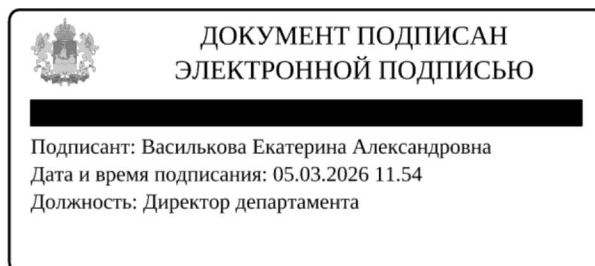 ДОКУМЕНТ ПОДПИСАН
ЭЛЕКТРОННОЙ ПОДПИСЬЮ
Подписант: Василькова Екатерина Александровна
Дата и время подписания: 05.03.2026 11.54
Должность: Директор департамента